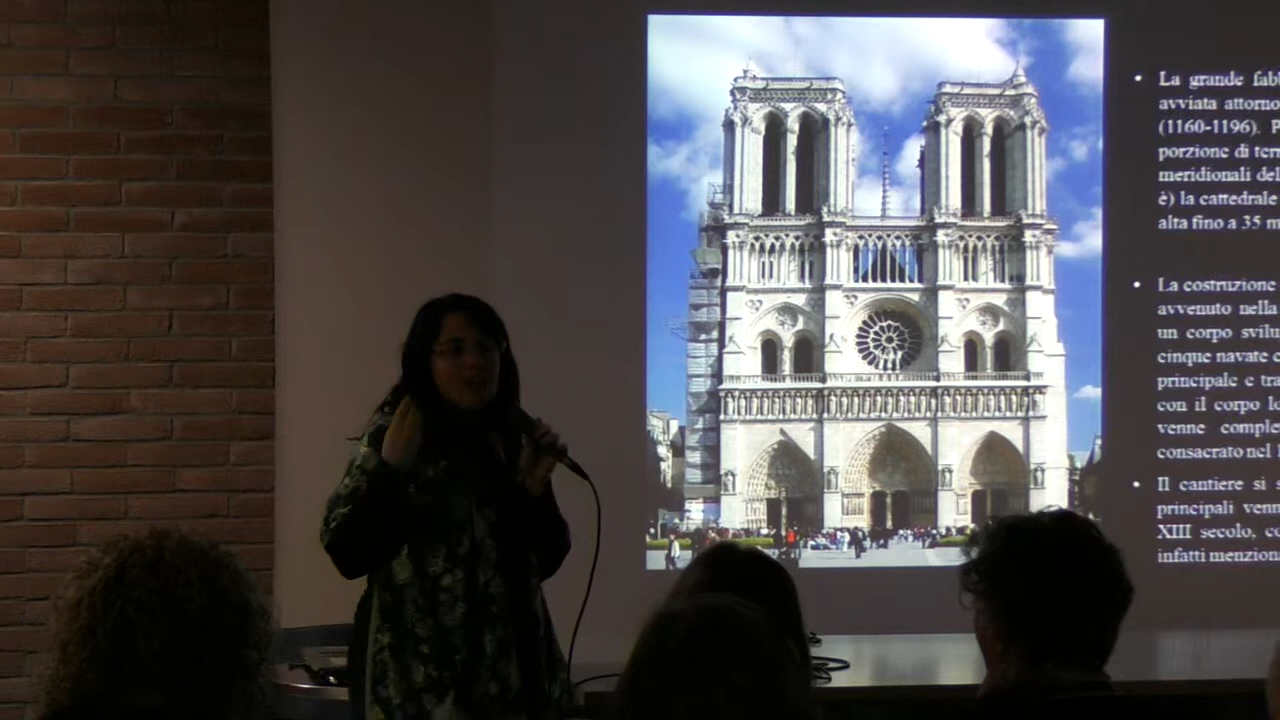 • La grande fabb
avviata attorno
(1160-1196). P
porzione di terr
meridionali del
è) la cattedrale
alta fino a 35 m
• La costruzione
avvenuto nella
un corpo svilu
cinque navate c
principale e tra
con il corpo lo
venne comple
consacrato nel
• Il cantiere si s
principali venn
XIII secolo, co
infatti menziona